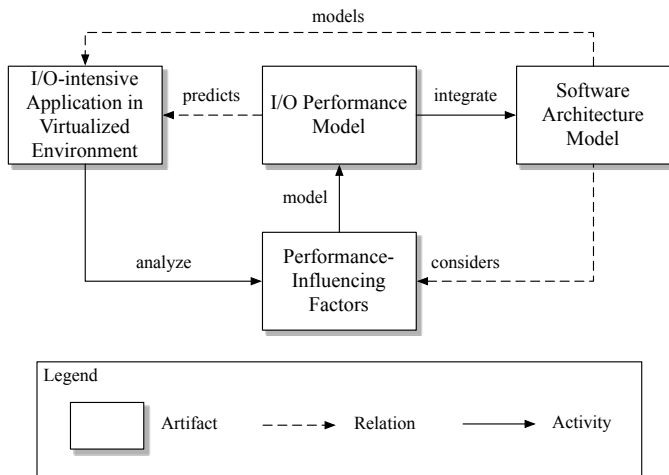 models
I/O-intensive
Application in
Virtualized
Environment
predicts
I/O Performance
Model
integrate
Software
Architecture
Model
model
analyze
Performance-
Influencing
Factors
considers
Legend
Artifact
Relation
Activity